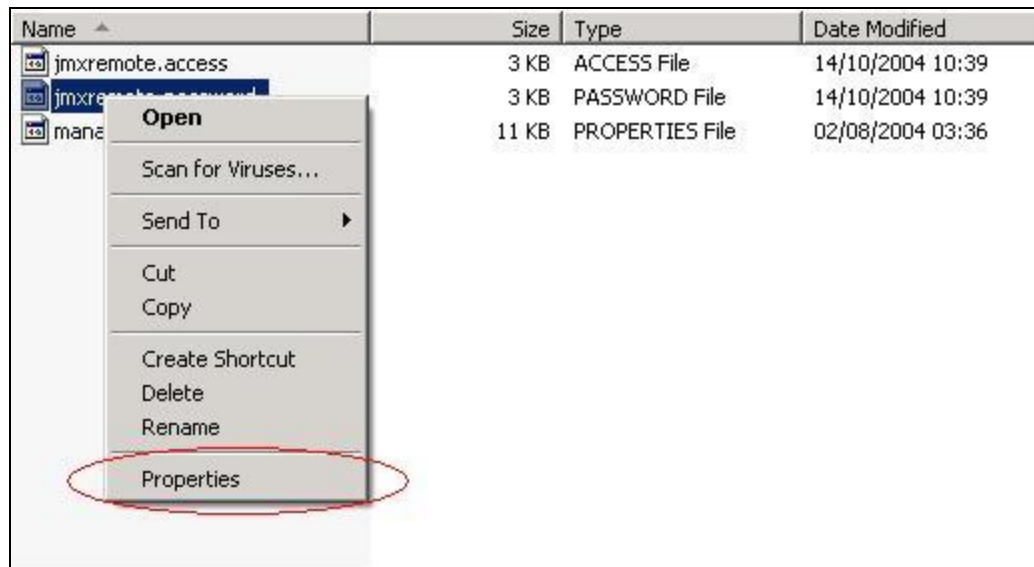 Name Size Type Date Modified
jmxremote.access 3 KB ACCESS File 14/10/2004 10:39
3 KB PASSWORD File 14/10/2004 10:39
11 KB PROPERTIES File 02/08/2004 03:36
Open
Scan for Viruses...
Send To
Cut
Copy
Create Shortcut
Delete
Rename
Properties